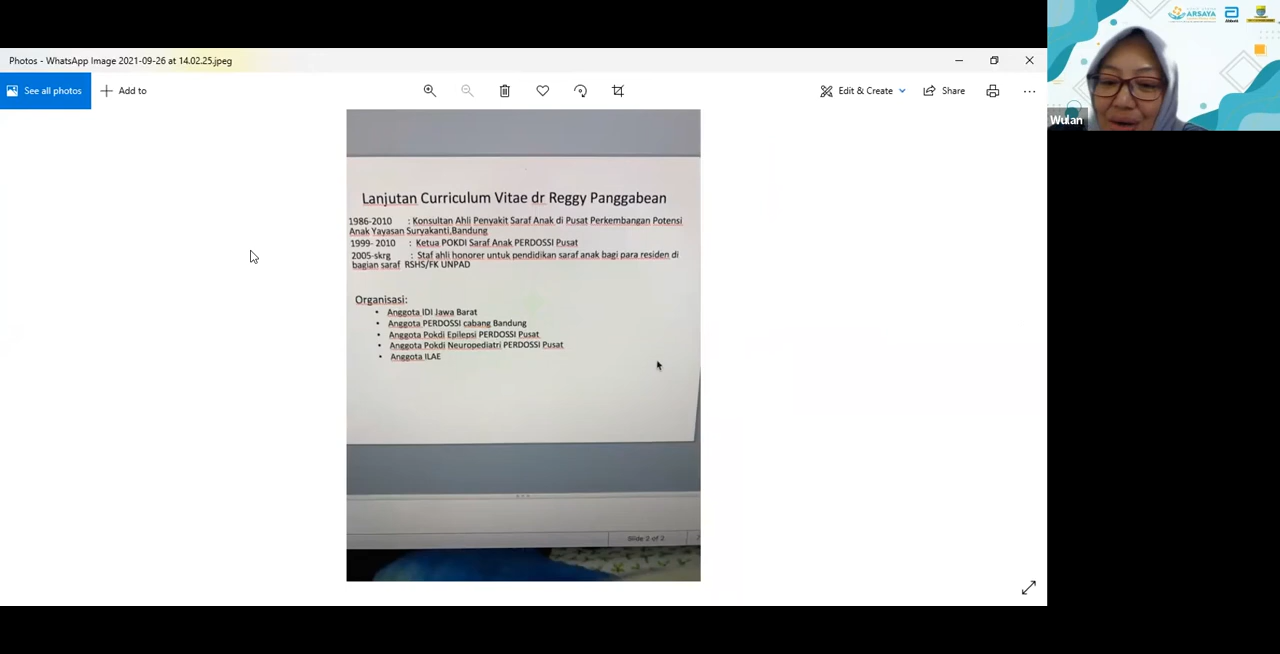 ARSAYA
Abbott
Photos - WhatsApp Image 2021-09-26 at 14.02.25.jpeg
See all photos
Add to
Edit & Create
Share
Wulan
Lanjutan Curriculum Vitae dr Reggy Panggabean
1986-2010 : Konsultan Ahli Penyakit Saraf Anak di Pusat Perkembangan Potensi
Anak Yayasan Suryakanti,Bandung
1999- 2010 : Ketua POKDI Saraf Anak PERDOSSI Pusat
2005-skrg : Staf ahli honorer untuk pendidikan saraf anak bagi para residen di
bagian saraf RSHS/FK UNPAD
Organisasi:
• Anggota IDI Jawa Barat
• Anggota PERDOSSI cabang Bandung
• Anggota Pokdi Epilepsi PERDOSSI Pusat
• Anggota Pokdi Neuropediatri PERDOSSI Pusat
• Anggota ILAE
Slide 2 of 2